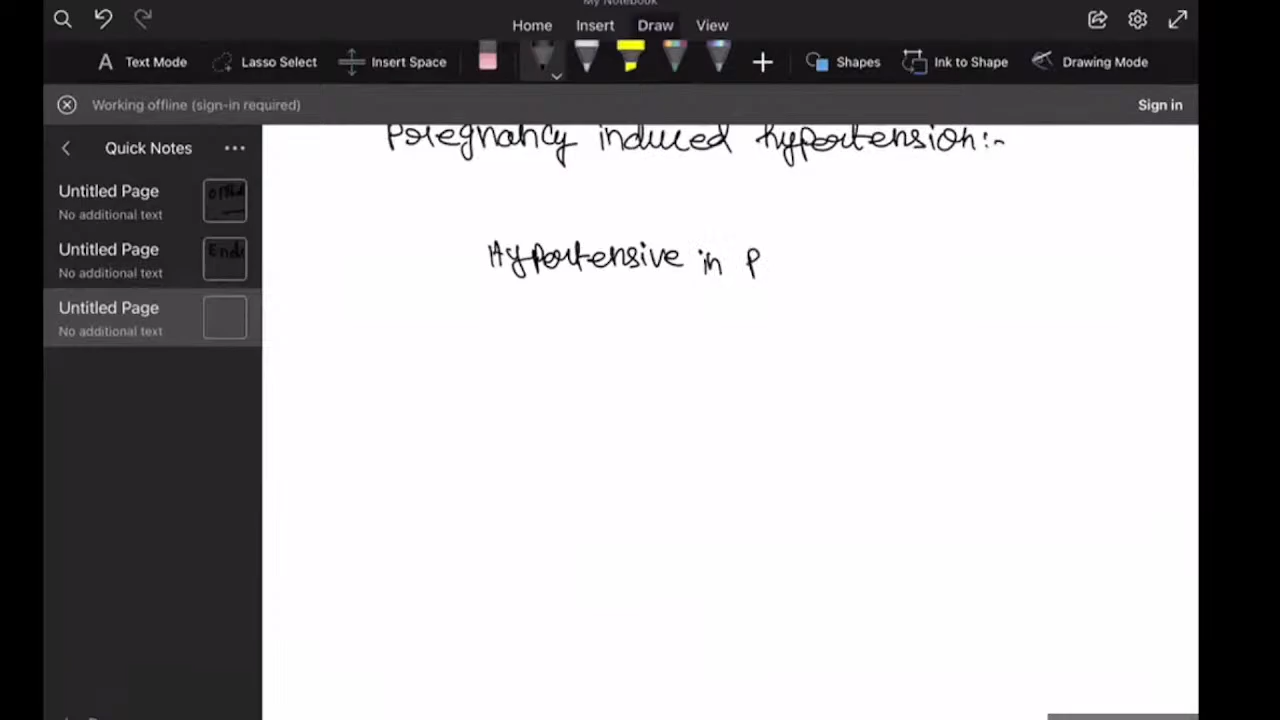 My Notebook
Home Insert Draw View
Text Mode Lasso Select Insert Space Shapes Ink to Shape Drawing Mode
Working offline (sign-in required) Sign in
Quick Notes
Untitled Page
No additional text
Untitled Page
No additional text
Untitled Page
No additional text
Pregnancy induced hypertension:-
Hypertensive in P